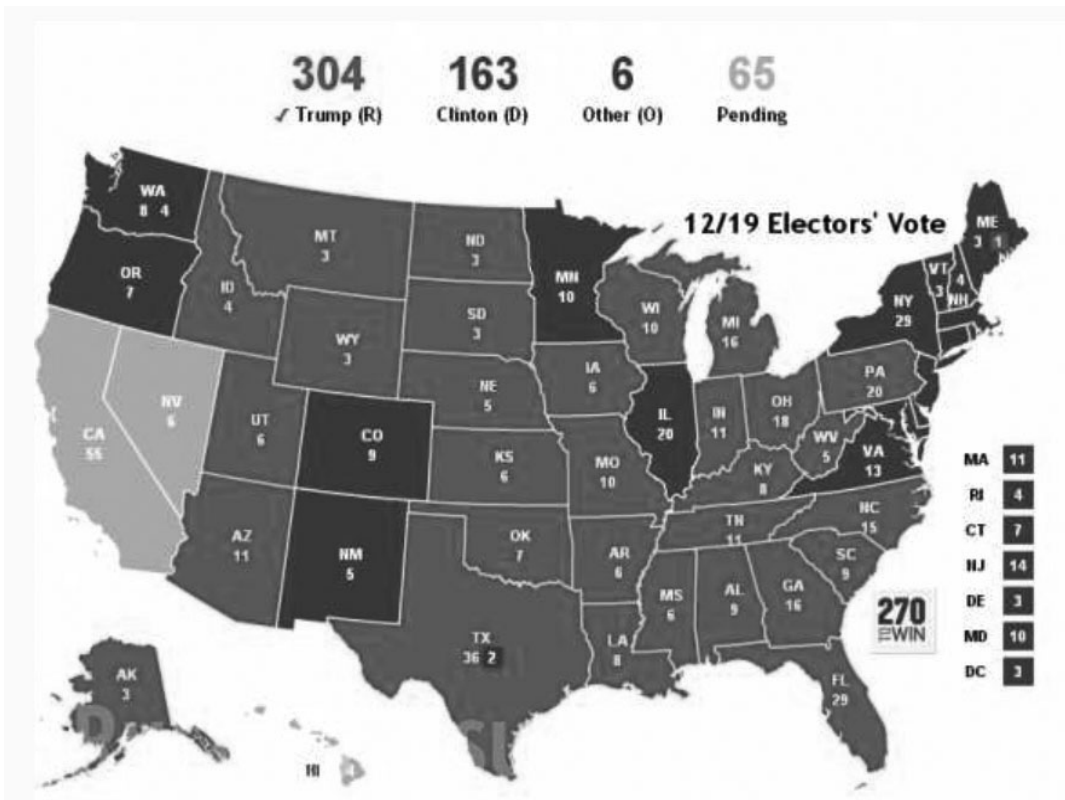 304 163 6 65
✓ Trump (R) Clinton (D) Other (O) Pending
12/19 Electors' Vote
WA
8 4
OR
7
CA
55
NV
6
ID
4
MT
3
WY
3
UT
6
CO
9
AZ
11
NM
5
ND
3
SD
3
NE
5
KS
6
OK
7
TX
36 2
MN
10
IA
6
MO
10
AR
6
LA
8
WI
10
IL
20
MI
16
IN
11
OH
18
KY
8
TN
11
MS
6
AL
9
GA
16
FL
29
SC
9
NC
15
VA
13
WV
5
PA
20
NY
29
VT
3
4
NH
ME
3 1
AK
3
HI
MA 11
RI 4
CT 7
NJ 14
DE 3
MD 10
DC 3
270
TO WIN